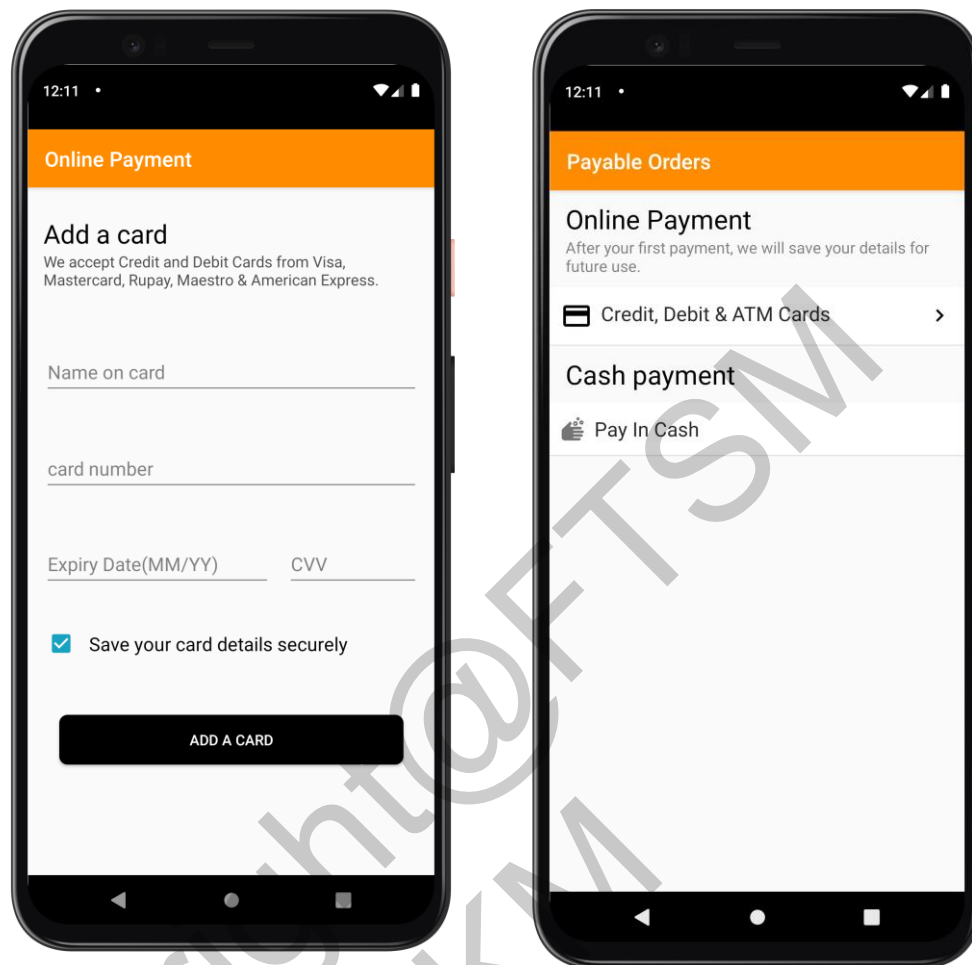 12:11
Online Payment
Add a card
We accept Credit and Debit Cards from Visa,
Mastercard, Rupay, Maestro & American Express.
Name on card
card number
Expiry Date(MM/YY)
CVV
Save your card details securely
ADD A CARD
12:11
Payable Orders
Online Payment
After your first payment, we will save your details for
future use.
Credit, Debit & ATM Cards
Cash payment
Pay In Cash
right@FTSM
KM